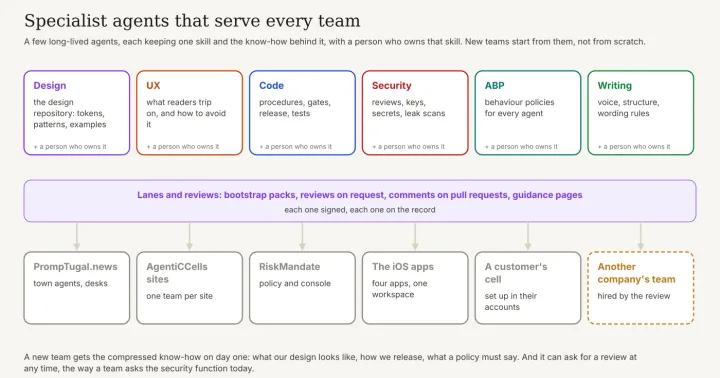 Specialist agents that serve every team
A few long-lived agents, each keeping one skill and the know-how behind it, with a person who owns that skill. New teams start from them, not from scratch.
Design
the design
repository: tokens,
patterns, examples
+ a person who owns it
UX
what readers trip
on, and how to avoid
it
+ a person who owns it
Code
procedures, gates,
release, tests
+ a person who owns it
Security
reviews, keys,
secrets, leak scans
+ a person who owns it
ABP
behaviour policies
for every agent
+ a person who owns it
Writing
voice, structure,
wording rules
+ a person who owns it
Lanes and reviews: bootstrap packs, reviews on request, comments on pull requests, guidance pages
each one signed, each one on the record
PrompTugal.news
town agents, desks
AgentiCCells
sites
one team per site
RiskMandate
policy and console
The iOS apps
four apps, one
workspace
A customer's
cell
set up in their
accounts
Another
company's team
hired by the review
A new team gets the compressed know-how on day one: what our design looks like, how we release, what a policy must say. And it can ask for a review at
any time, the way a team asks the security function today.